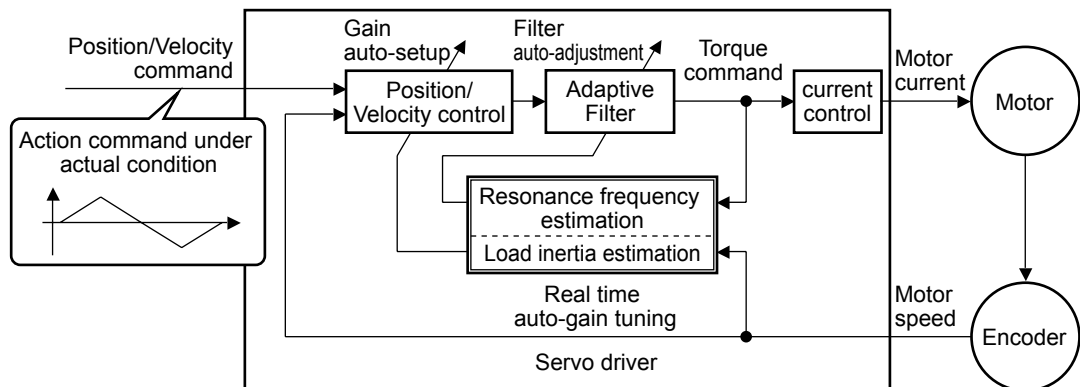 Position/Velocity
command
Gain
auto-setup
Filter
auto-adjustment
Torque
command
Motor
current
Position/
Velocity control
Adaptive
Filter
current
control
Motor
Action command under
actual condition
Resonance frequency
estimation
Load inertia estimation
Real time
auto-gain tuning
Motor
speed
Encoder
Servo driver